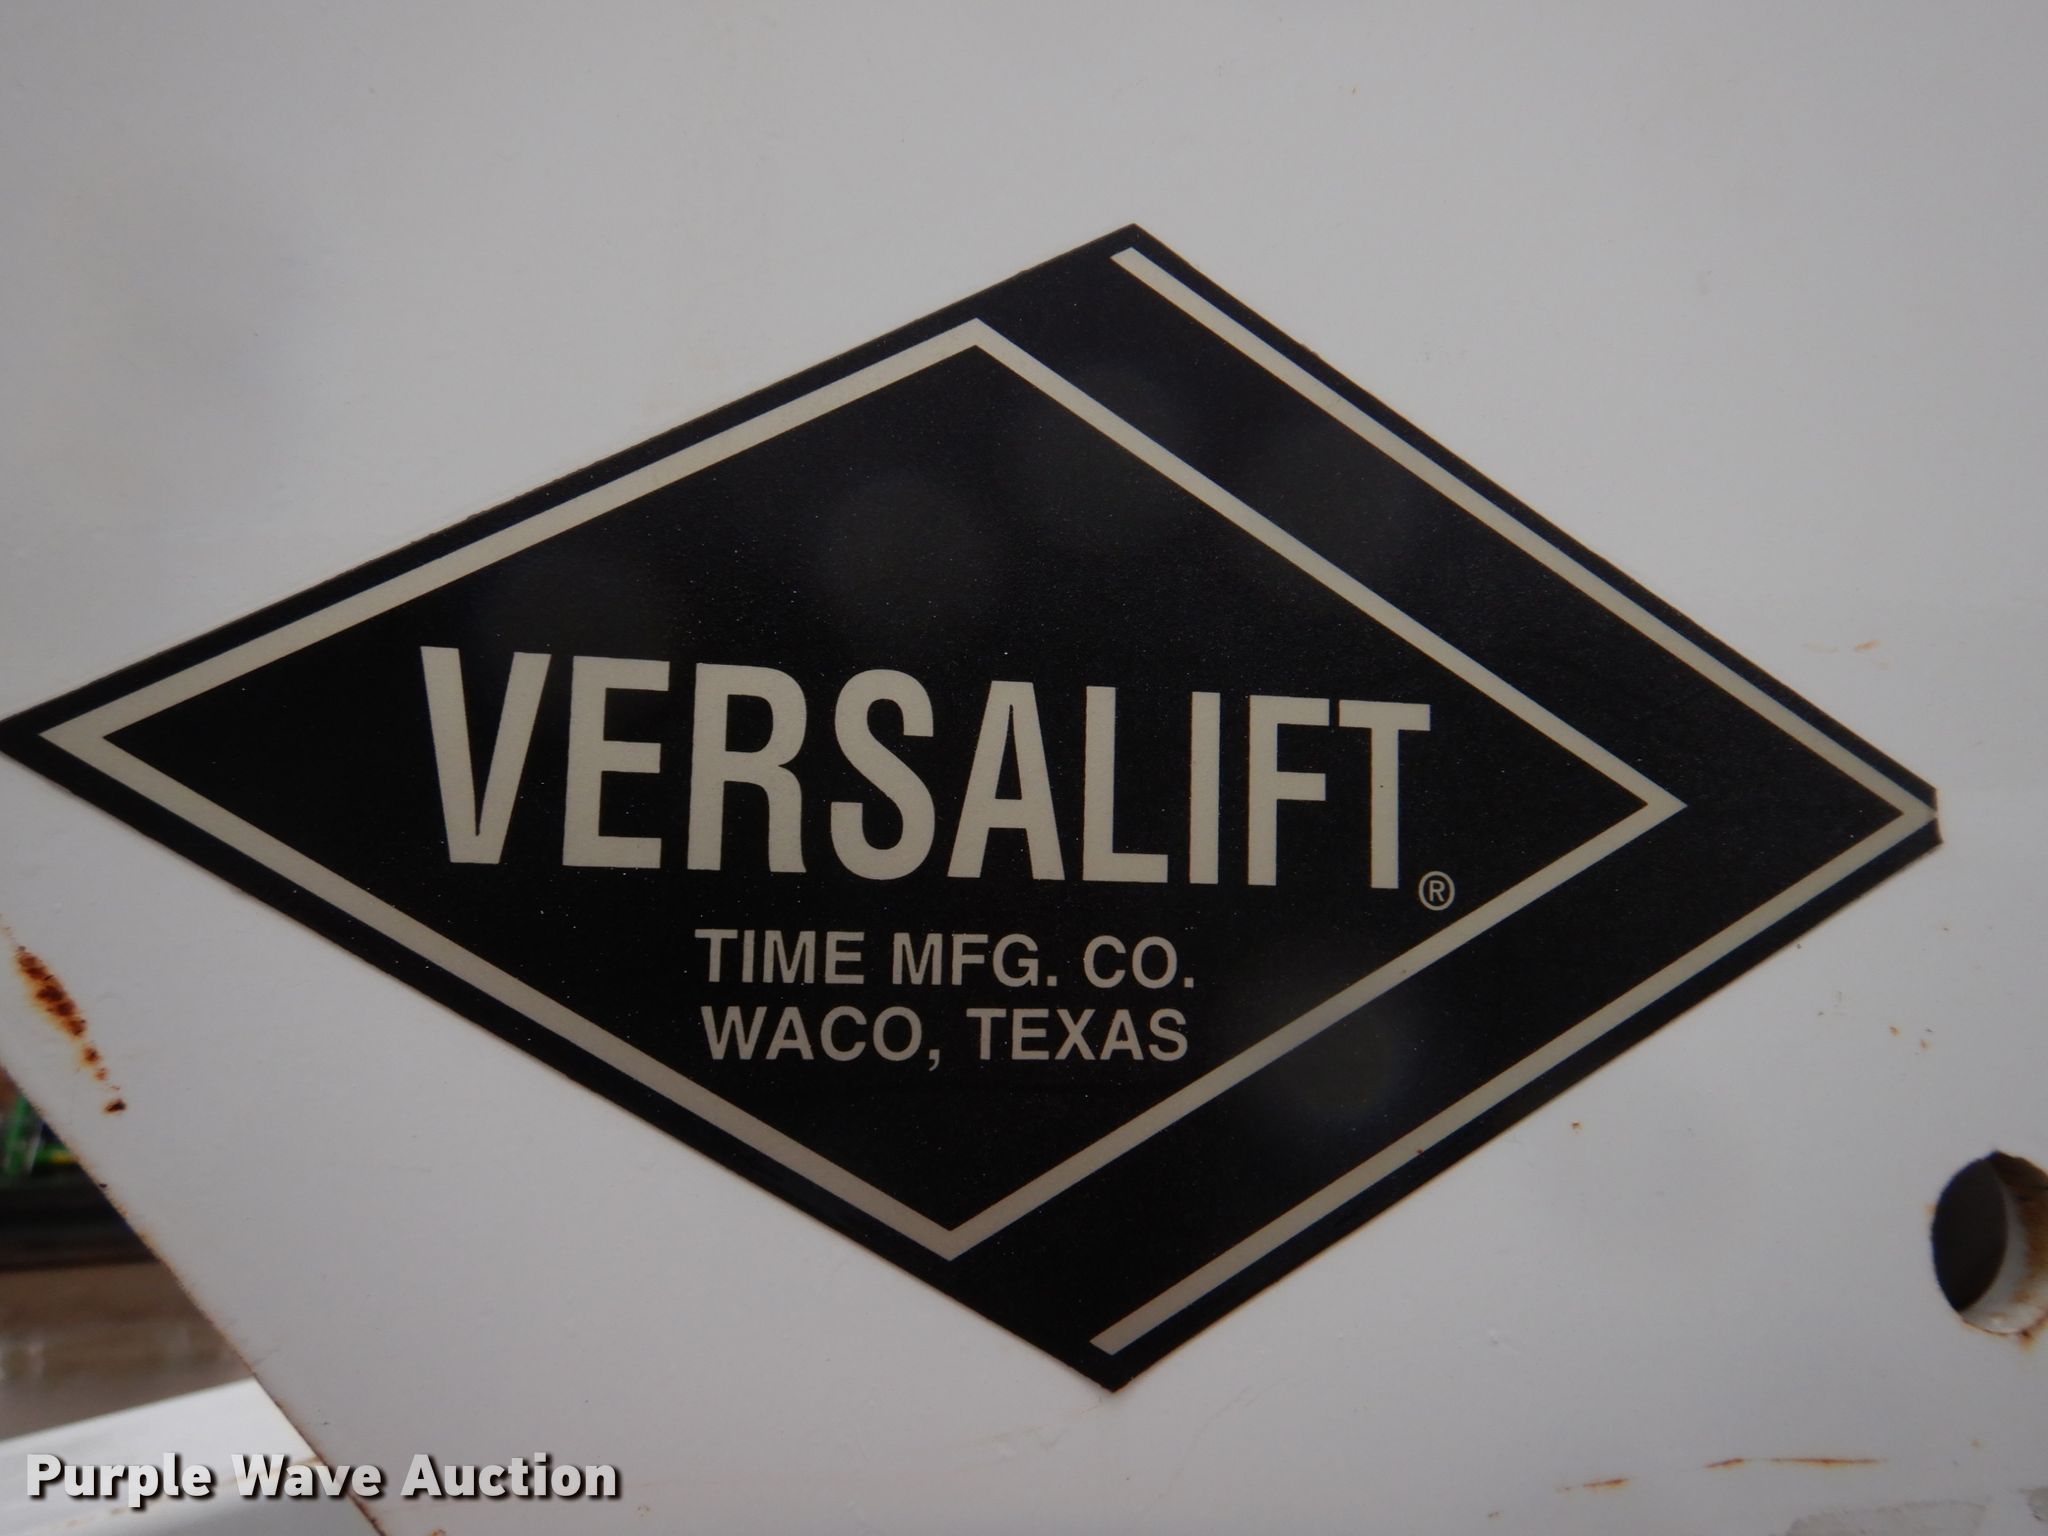 VERSALIFT®
TIME MFG. CO.
WACO, TEXAS
Purple Wave Auction